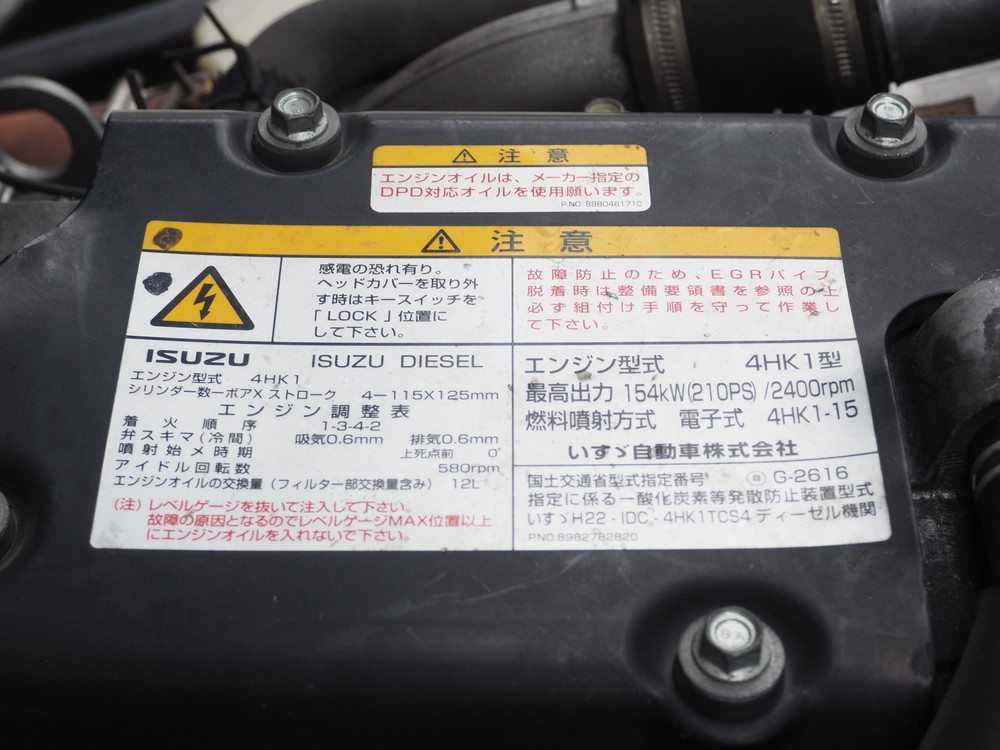 ⚠ 注意
エンジンオイルは、メーカー指定の
DPD対応オイルを使用願います。
P.NO. 8980461710
⚠ 注意
感電の恐れ有り。
ヘッドカバーを取り外
す時はキースイッチを
「LOCK」位置に
して下さい。
故障防止のため、EGRパイプ
脱着時は整備要領書を参照の上
必ず組付け手順を守って作業し
て下さい。
ISUZU ISUZU DIESEL
エンジン型式 4HK1
シリンダー数ーボアX ストローク 4-115X125mm
エンジン調整表
着火順序 1-3-4-2
弁スキマ(冷間) 吸気0.6mm 排気0.6mm
噴射始メ時期 上死点前 0°
アイドル回転数 580rpm
エンジンオイルの交換量(フィルター部交換量含み) 12L
(注)レベルゲージを抜いて注入して下さい。
故障の原因となるのでレベルゲージMAX位置以上
にエンジンオイルを入れないで下さい。
エンジン型式 4HK1型
最高出力 154kW(210PS)/2400rpm
燃料噴射方式 電子式 4HK1-15
いすゞ自動車株式会社
国土交通省型式指定番号 G-2616
指定に係る一酸化炭素等発散防止装置型式
いすゞH22-IDC-4HK1TCS4 ディーゼル機関
P.NO.8982782820